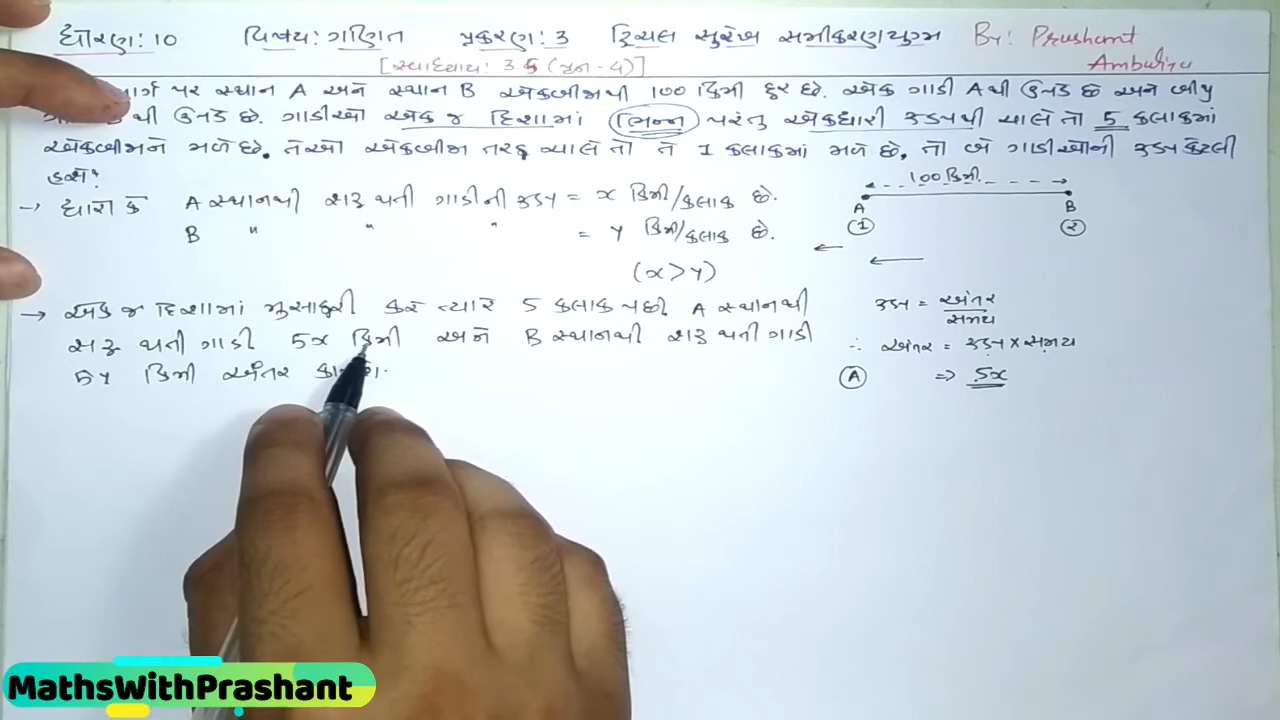 ધોરણ: 10 વિષય: ગણિત પ્રકરણ: 3 દ્વિચલ સુરેખ સમીકરણયુગ્મ By: Prashant Ambaliya
[સ્વાધ્યાય: 3.5 (પ્રશ્ન - 4)]
માર્ગ પર સ્થાન A અને સ્થાન B એકબીજાથી 100 કિમી દૂર છે. એક ગાડી A થી ઉપડે છે અને બીજી
થી ઉપડે છે. ગાડીઓ એક જ દિશામાં ભિન્ન પરંતુ એકધારી ઝડપથી ચાલે તો 5 કલાકમાં
એકબીજાને મળે છે. તેઓ એકબીજા તરફ ચાલે તો તે 1 કલાકમાં મળે છે, તો બે ગાડીઓની ઝડપ કેટલી
હશે?
→ ધારો કે A સ્થાનથી શરૂ થતી ગાડીની ઝડપ = x કિમી/કલાક છે.
B " " " = y કિમી/કલાક છે.
(x > y)
100 કિમી.
A B
1 2
→ એક જ દિશામાં મુસાફરી કરે ત્યારે 5 કલાક પછી A સ્થાનથી
શરૂ થતી ગાડી 5x કિમી અને B સ્થાનથી શરૂ થતી ગાડી
5y કિમી અંતર
ઝડપ = અંતર / સમય
∴ અંતર = ઝડપ × સમય
A ⇒ 5x
MathsWithPrashant